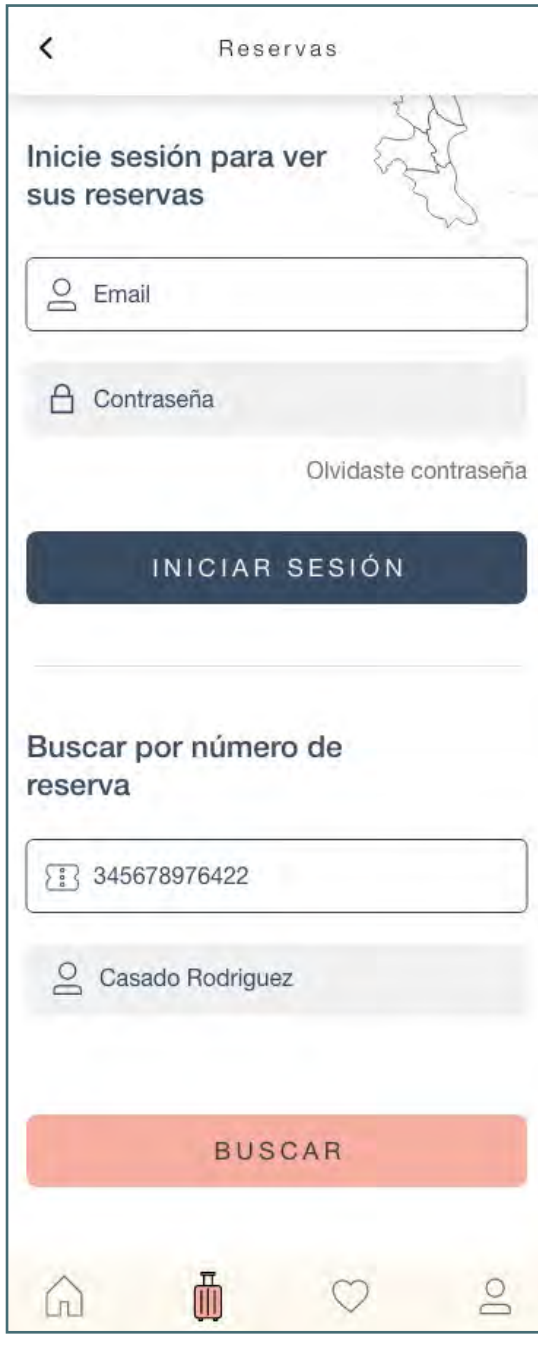 Reservas
Inicie sesión para ver
sus reservas
Email
Contraseña
Olvidaste contraseña
INICIAR SESIÓN
Buscar por número de
reserva
345678976422
Casado Rodriguez
BUSCAR